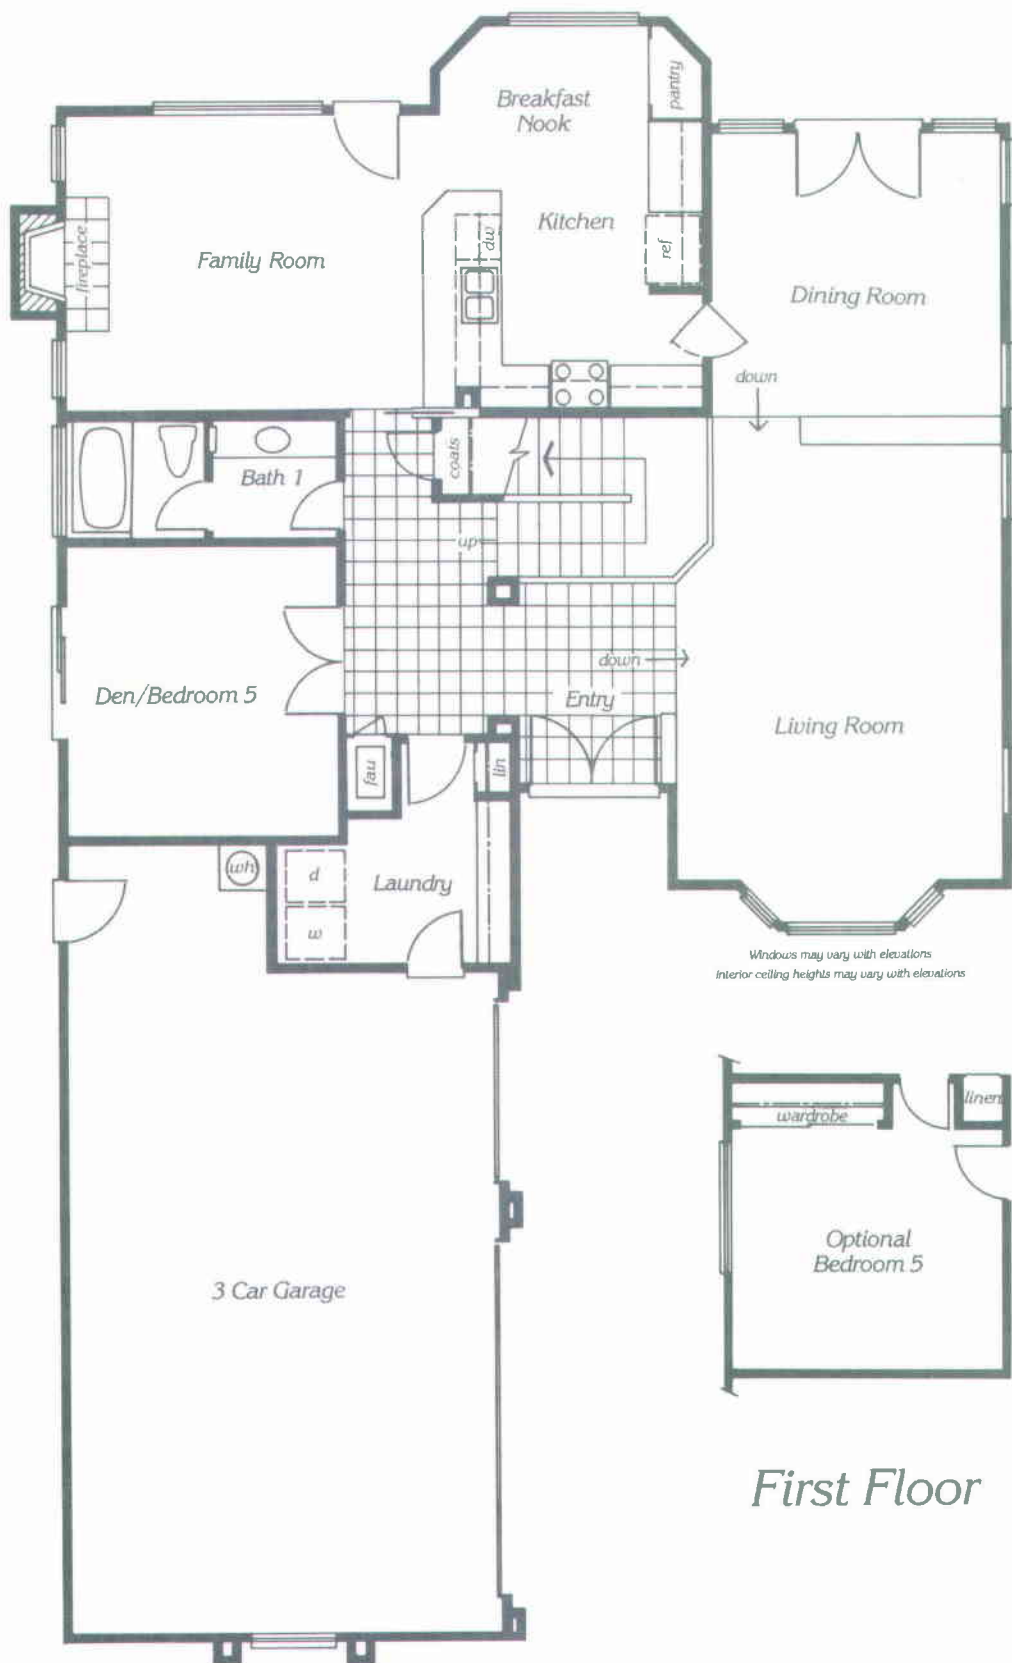 Breakfast
Nook
pantry
Kitchen
dw
ref
Family Room
fireplace
Dining Room
down
coats
Bath 1
up
down
Den/Bedroom 5
Entry
Living Room
fau
lin
wh
d
Laundry
w
Windows may vary with elevations
Interior ceiling heights may vary with elevations
wardrobe
linen
Optional
Bedroom 5
3 Car Garage
First Floor